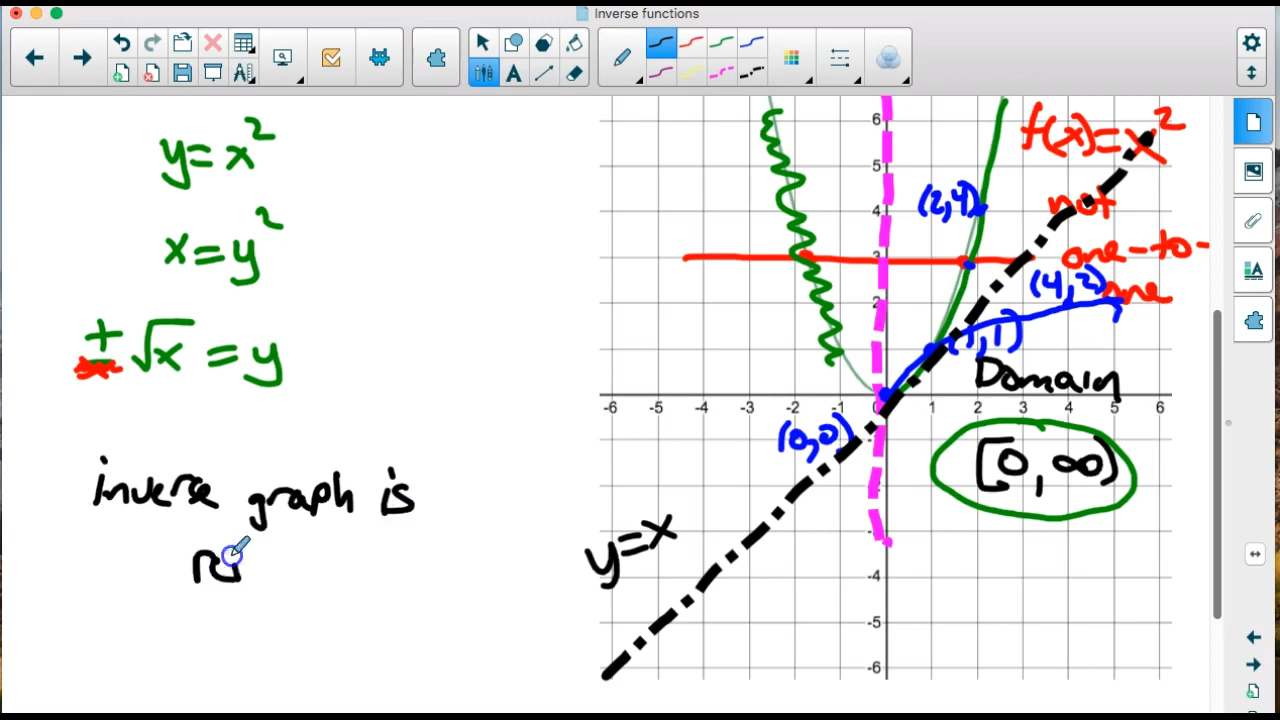 Inverse functions
y=x²
x=y²
± √x = y
inverse graph is
f(x)=x²
not
one-to-
one
(2,4)
(4,2)
(1,1)
(0,0)
Domain
[0, ∞)
y=x
6
5
4
2
-6 -5 -4 -3 -2 -1 0 1 2 3 4 5 6
-4
-5
-6